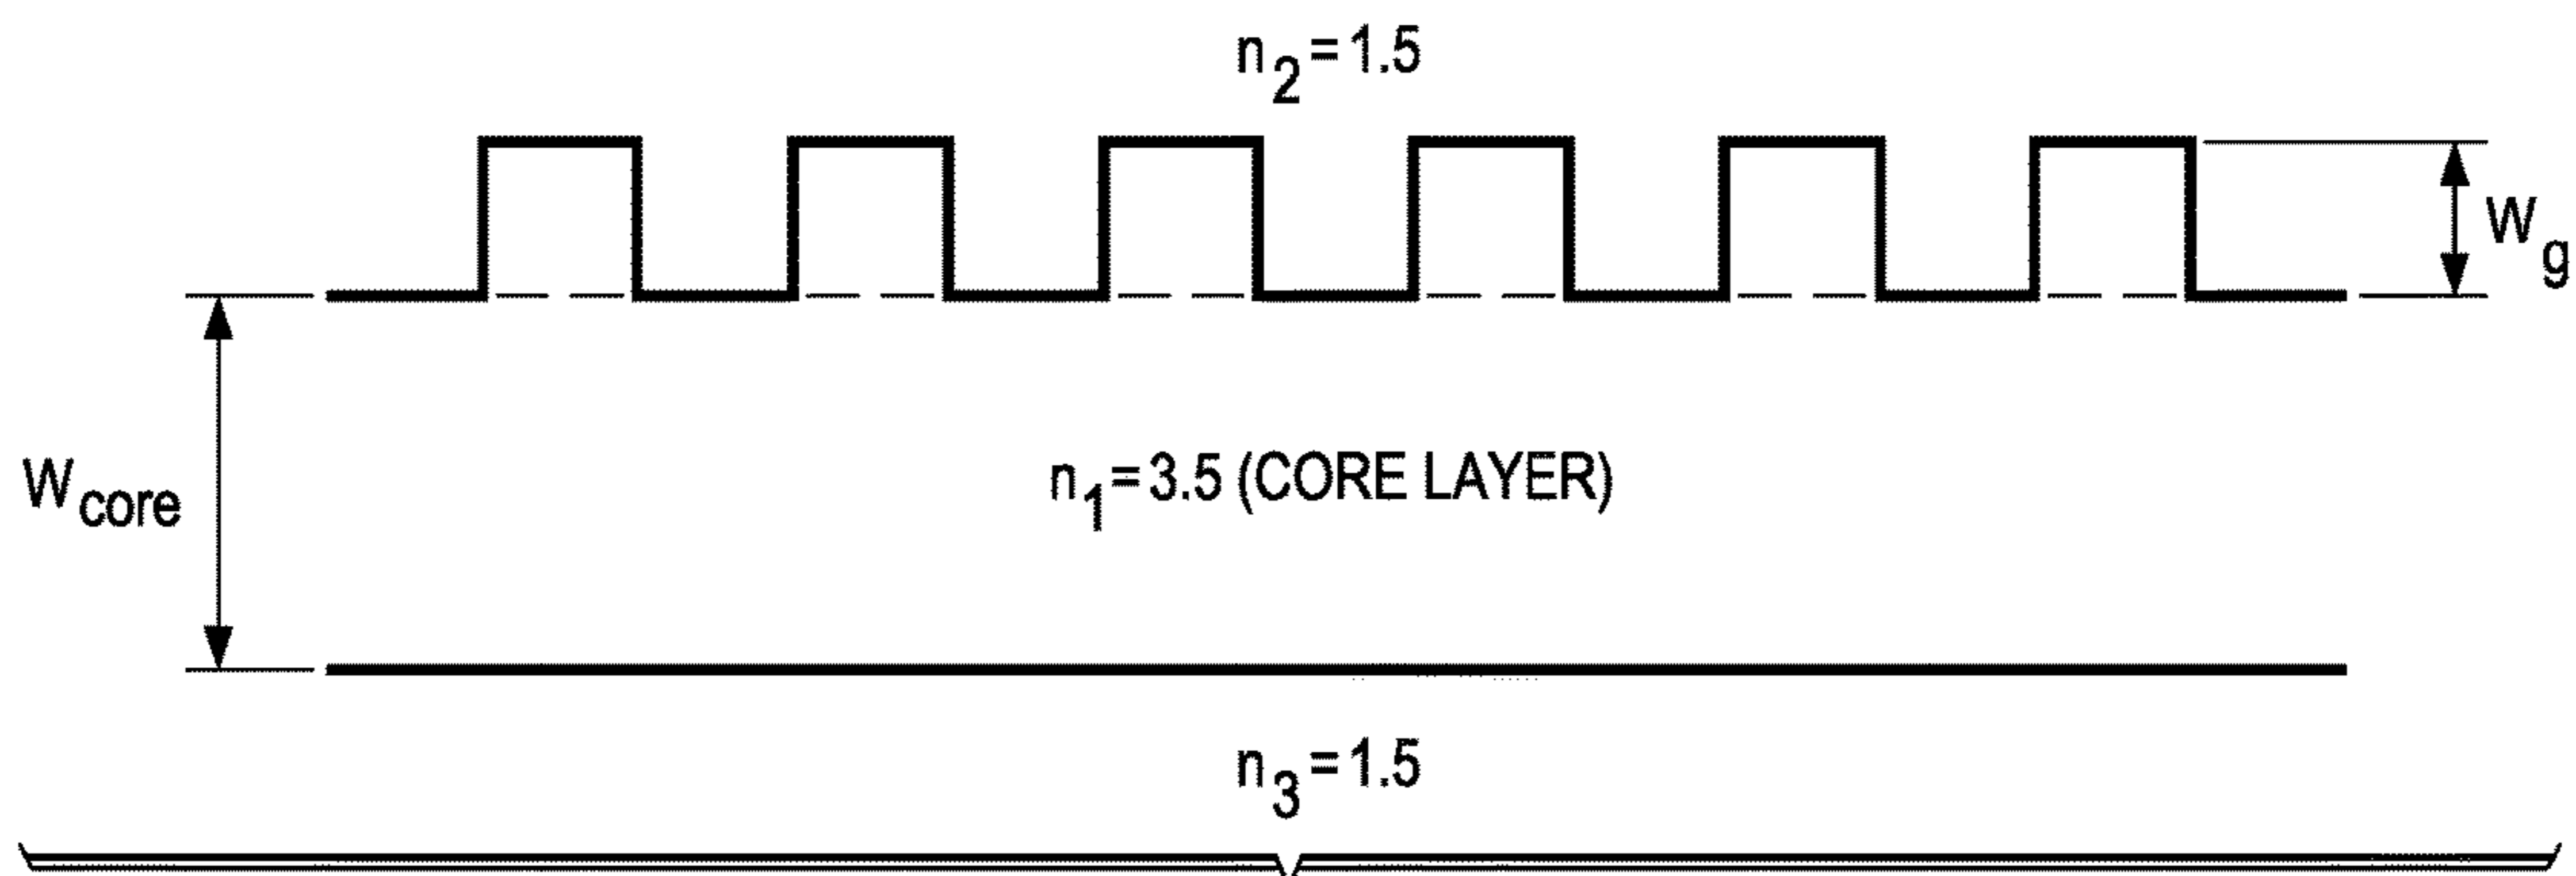 n2 = 1.5
Wg
Wcore
n1 = 3.5 (CORE LAYER)
n3 = 1.5